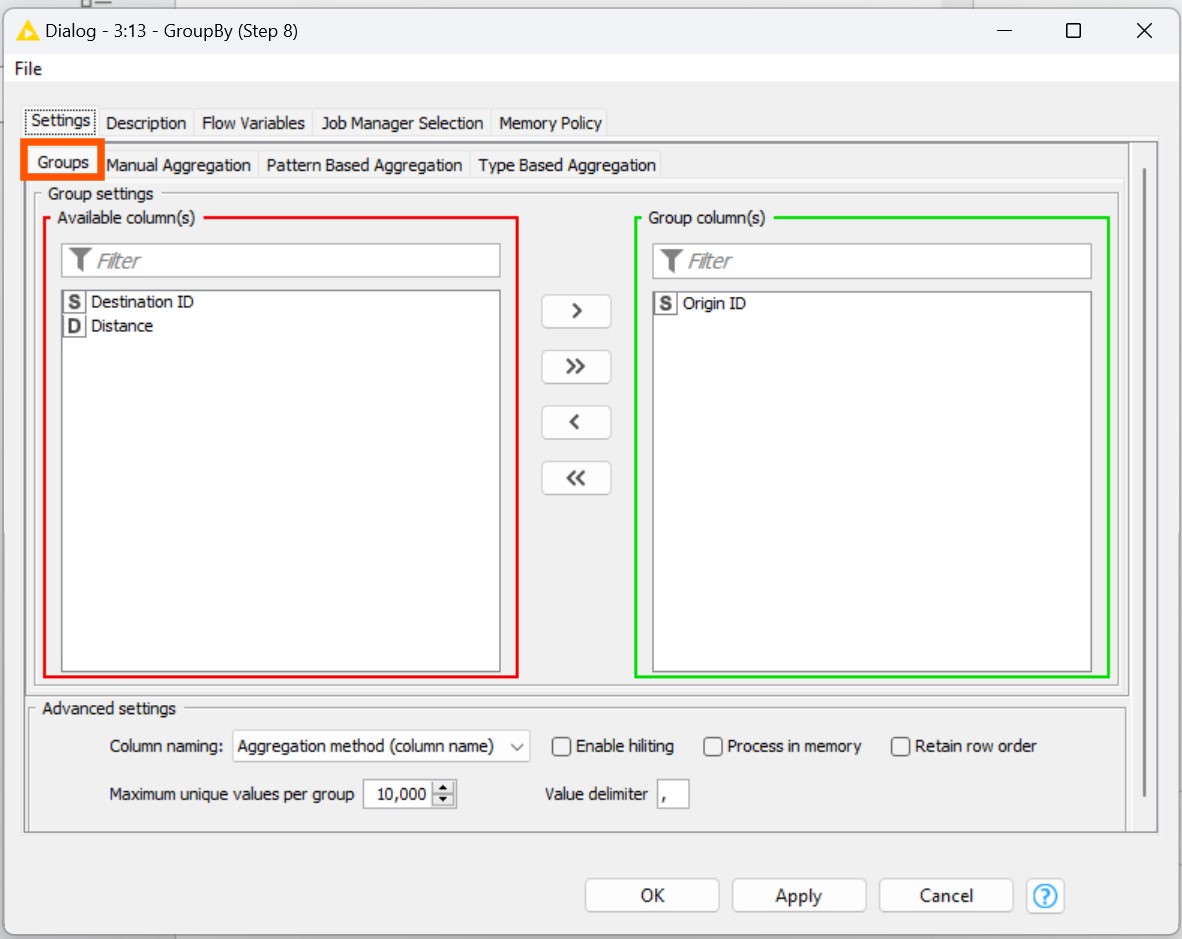 Dialog - 3:13 - GroupBy (Step 8)
File
Settings Description Flow Variables Job Manager Selection Memory Policy
Groups Manual Aggregation Pattern Based Aggregation Type Based Aggregation
Group settings
Available column(s) Group column(s)
Filter Filter
S Destination ID S Origin ID
D Distance
>
>>
<
<<
Advanced settings
Column naming: Aggregation method (column name) Enable hiliting Process in memory Retain row order
Maximum unique values per group 10,000 Value delimiter ,
OK Apply Cancel ?